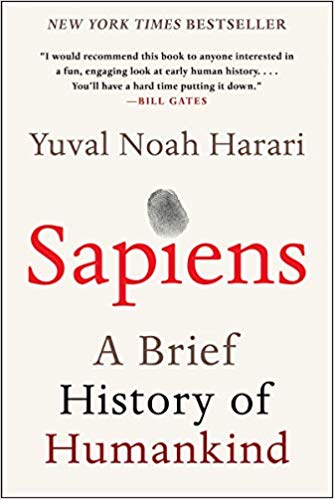 NEW YORK TIMES BESTSELLER
"I would recommend this book to anyone interested in
a fun, engaging look at early human history. . . .
You'll have a hard time putting it down."
—BILL GATES
Yuval Noah Harari
Sapiens
A Brief
History of
Humankind